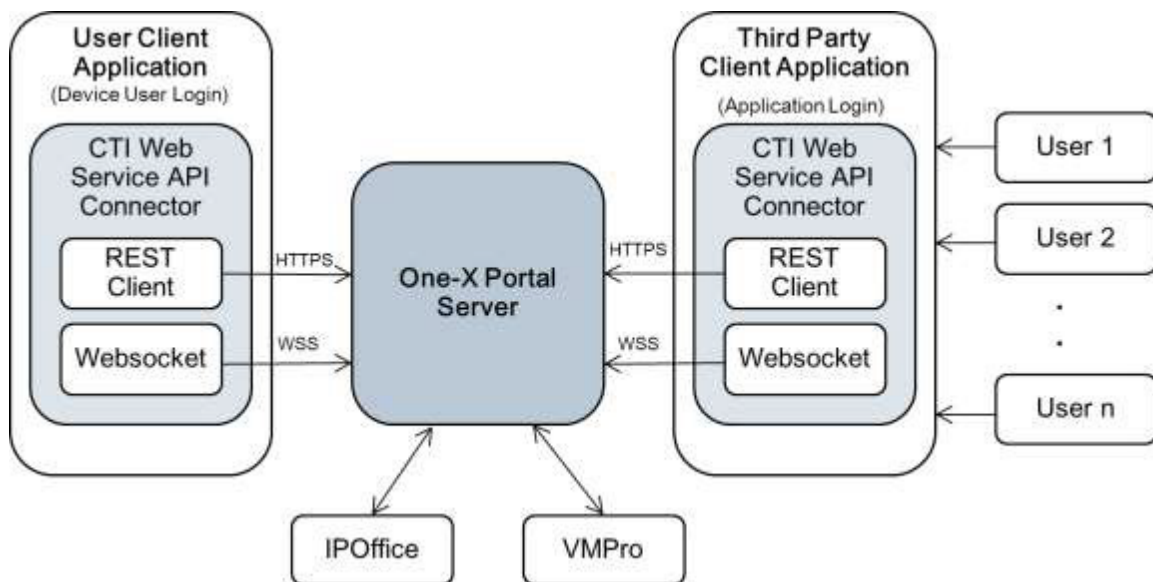 User Client
Application
(Device User Login)
CTI Web
Service API
Connector
REST
Client
Websocket
HTTPS
WSS
One-X Portal
Server
HTTPS
WSS
Third Party
Client Application
(Application Login)
CTI Web
Service API
Connector
REST
Client
Websocket
User 1
User 2
User n
IPOffice
VMPro